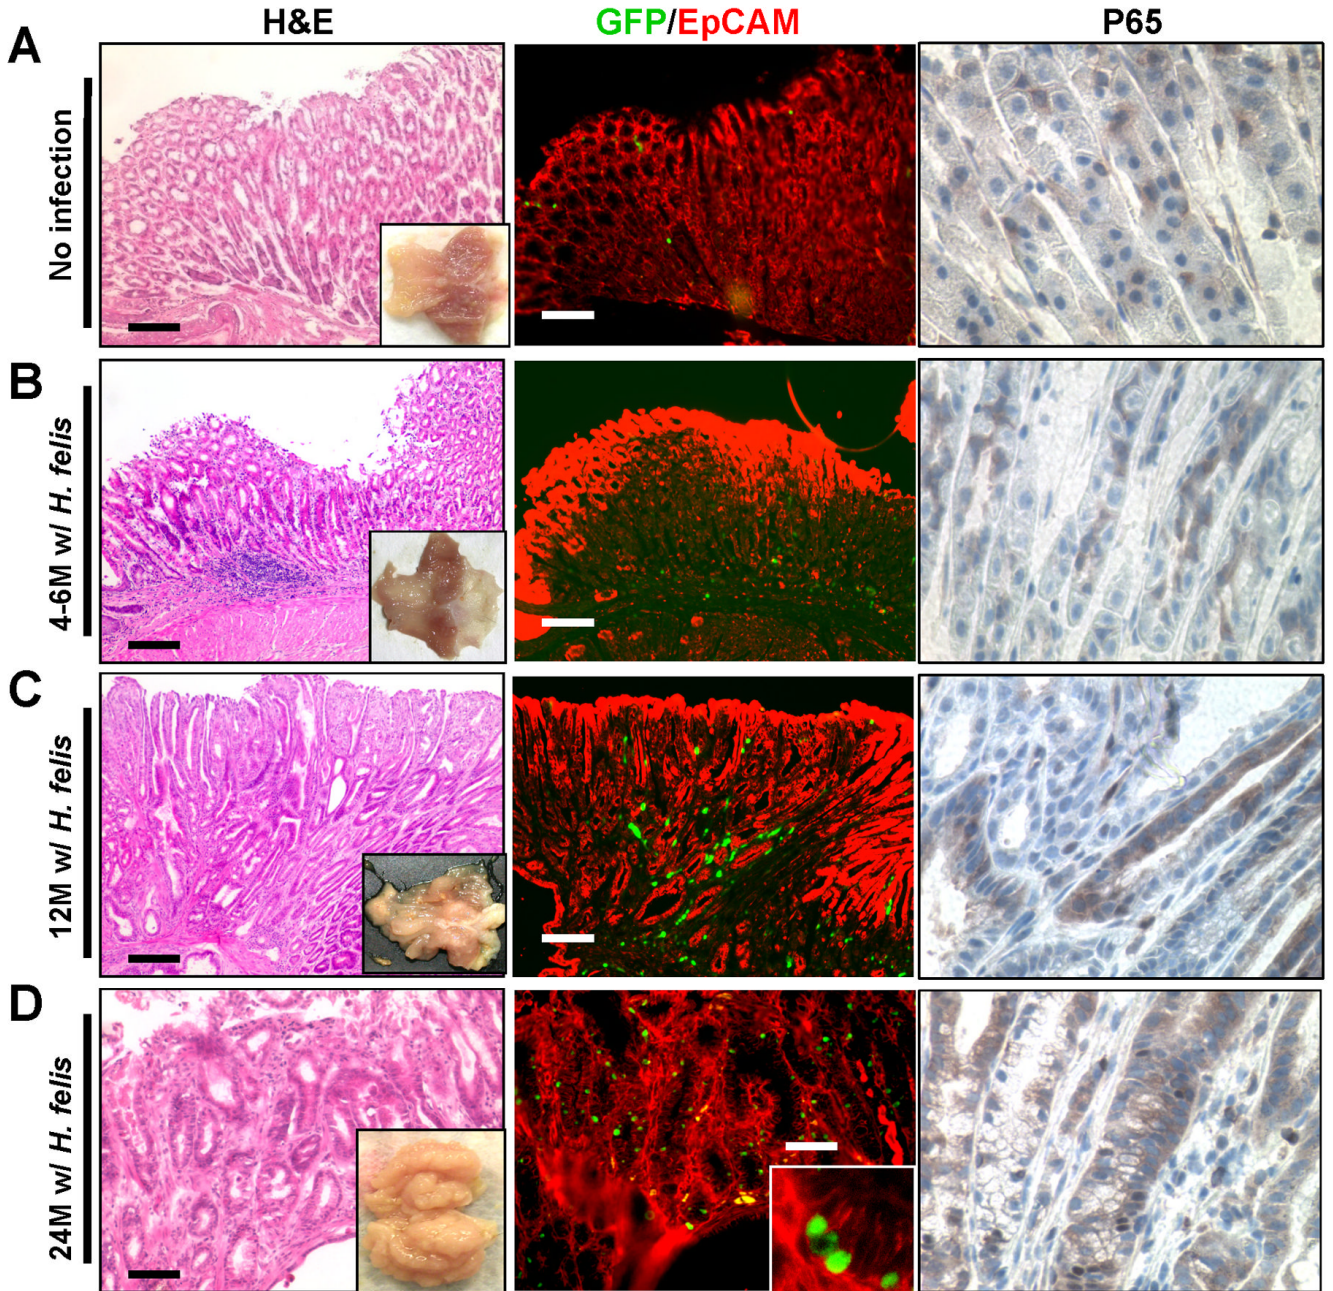 H&E
GFP/EpCAM
P65
A
No infection
B
4-6M w/ H. felis
C
12M w/ H. felis
D
24M w/ H. felis